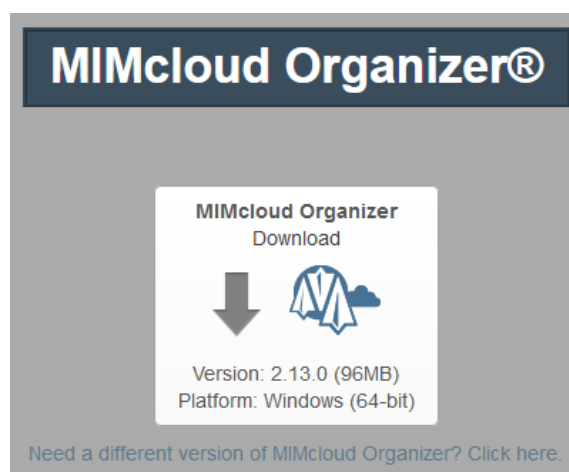 MIMcloud Organizer®
MIMcloud Organizer
Download
Version: 2.13.0 (96MB)
Platform: Windows (64-bit)
Need a different version of MIMcloud Organizer? Click here.